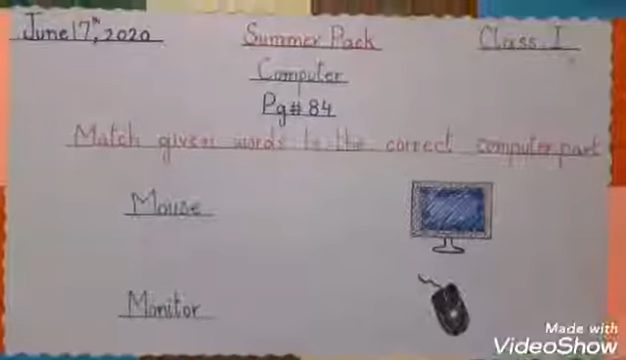 June 17th, 2020 Summer Pack Class I
Computer
Pg# 84
Match given words to the correct computer part
Mouse
Monitor
Made with
VideoShow